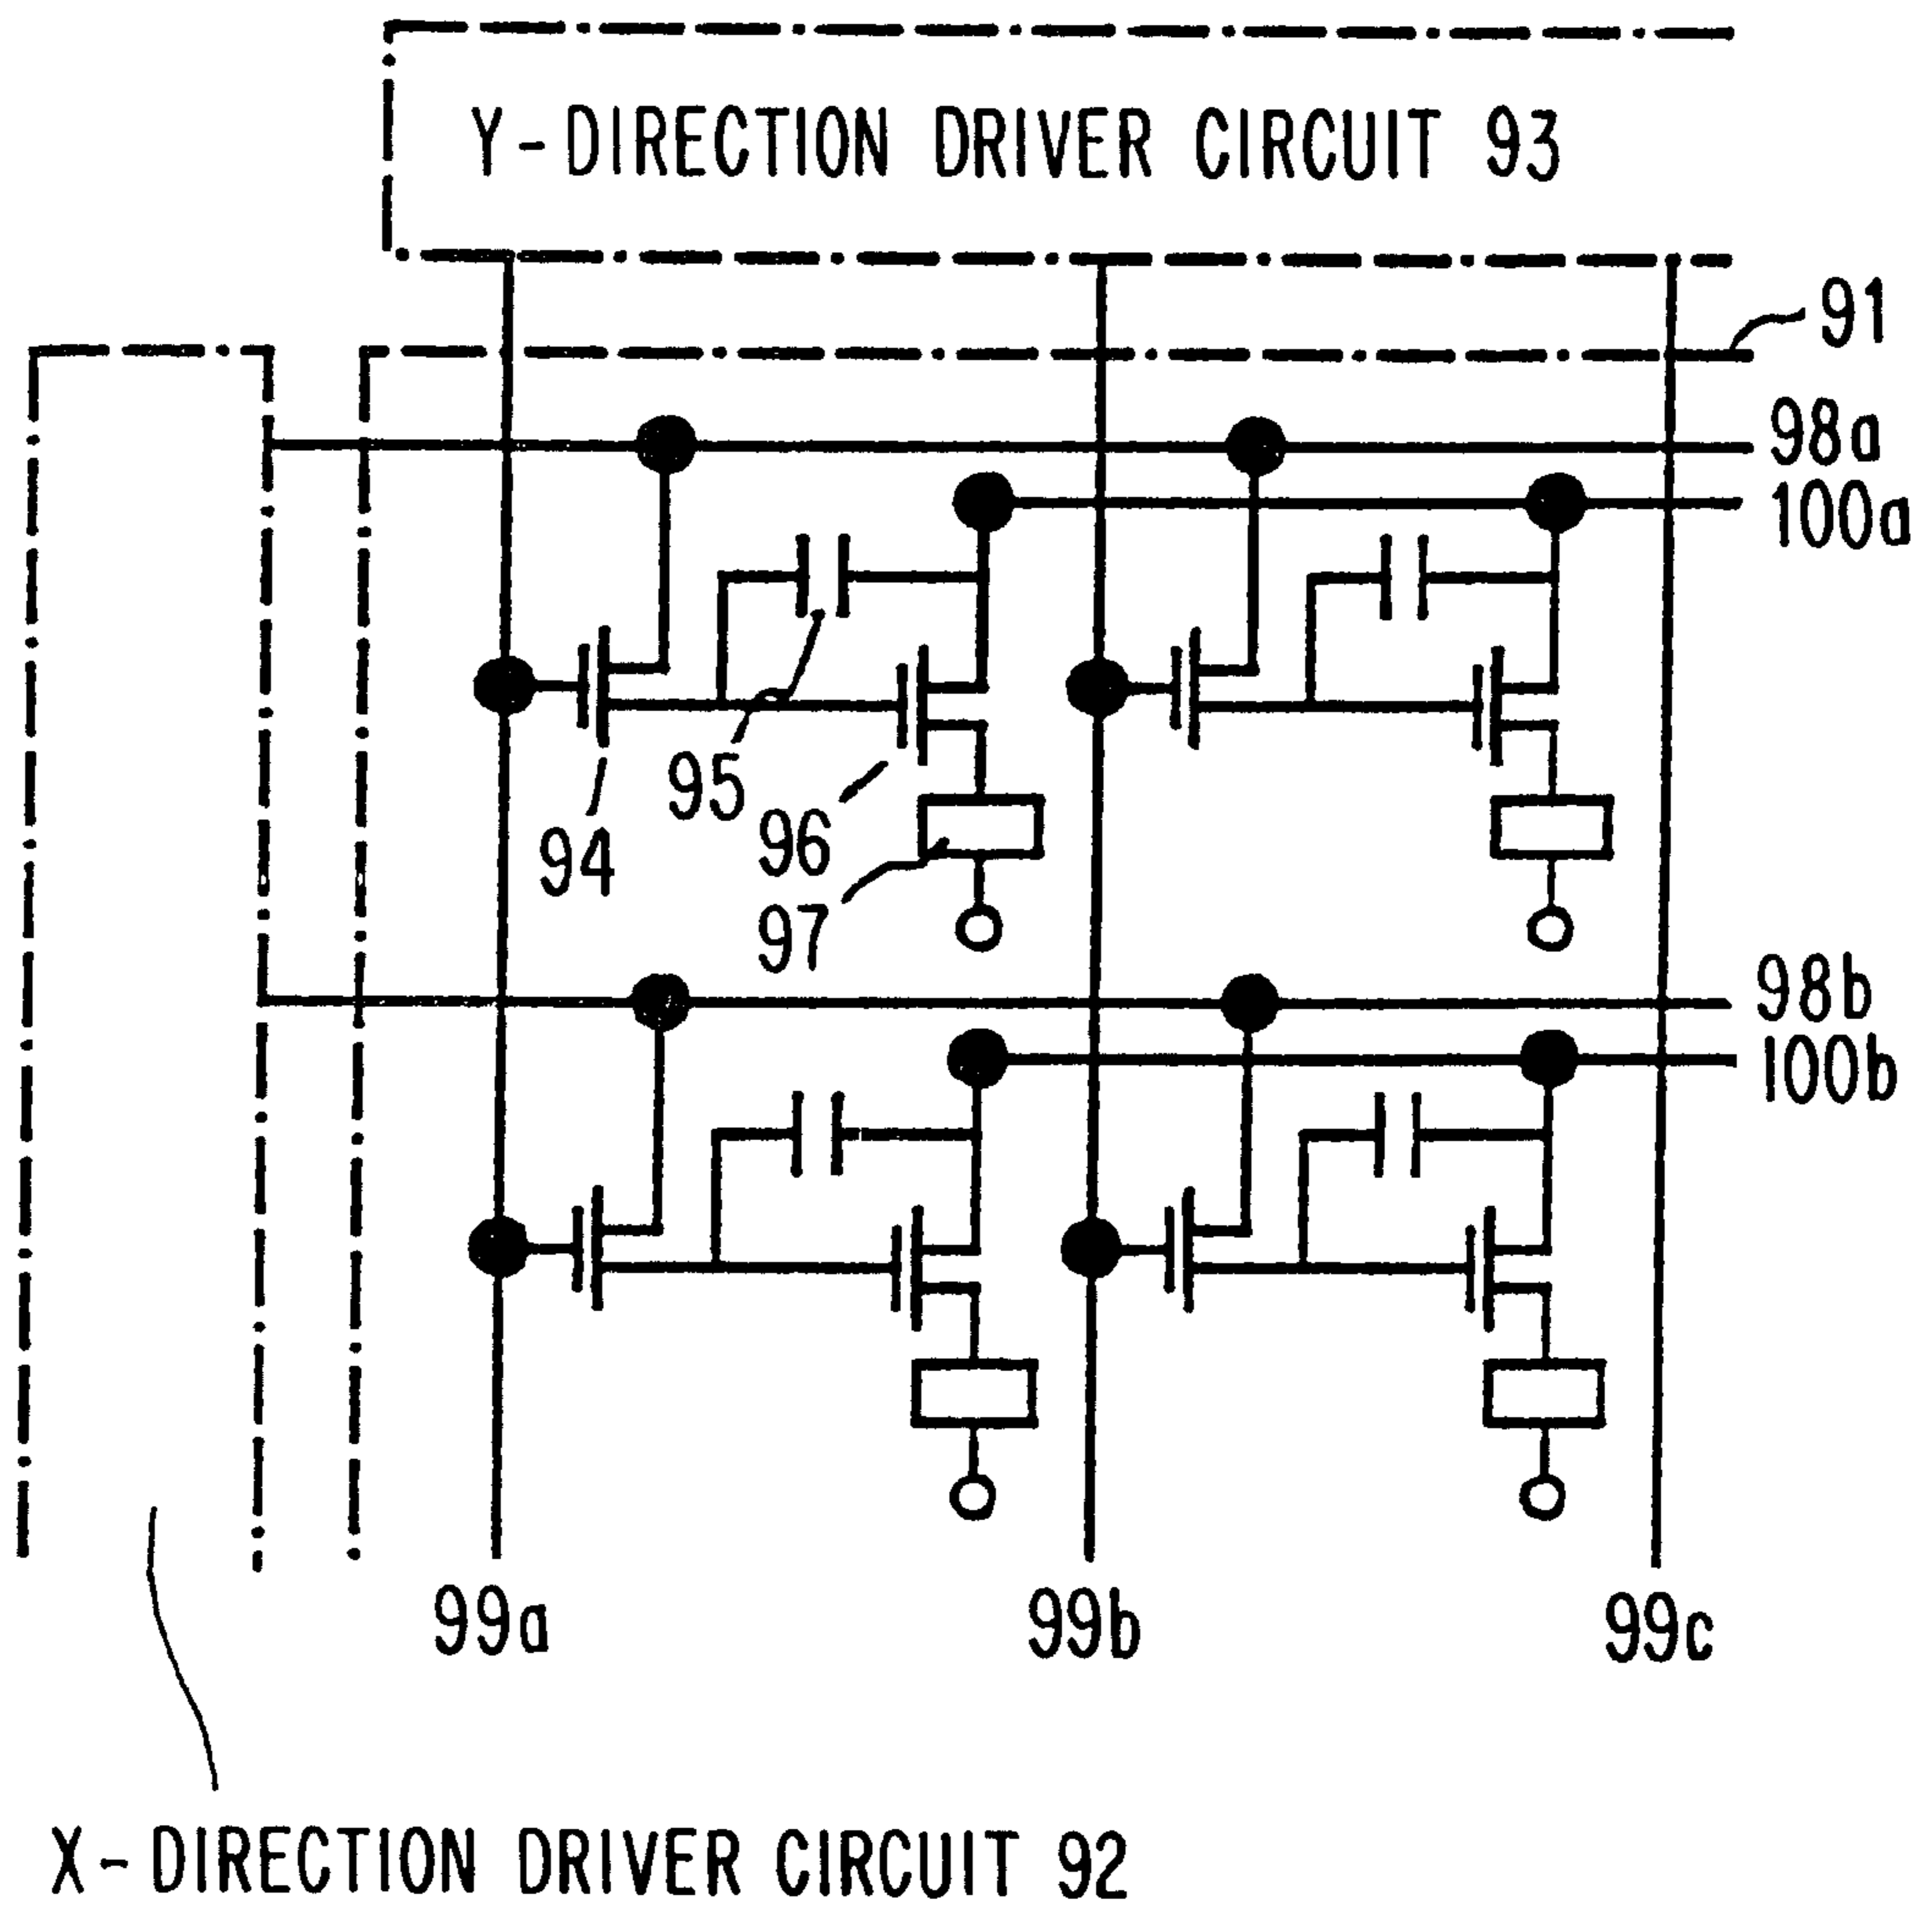 Y-DIRECTION DRIVER CIRCUIT 93
91
98a
100a
95
96
94
97
98b
100b
99a
99b
99c
X-DIRECTION DRIVER CIRCUIT 92